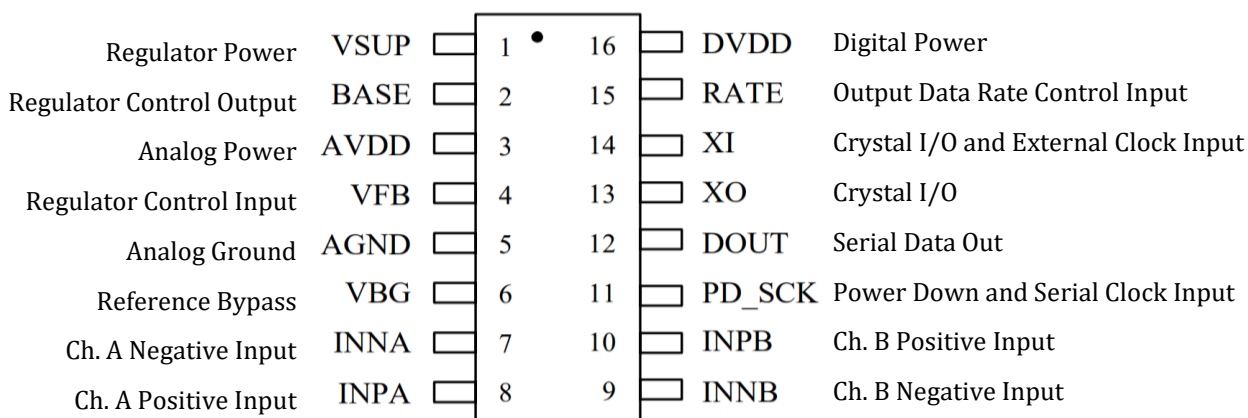 Regulator Power VSUP 1 16 DVDD Digital Power
Regulator Control Output BASE 2 15 RATE Output Data Rate Control Input
Analog Power AVDD 3 14 XI Crystal I/O and External Clock Input
Regulator Control Input VFB 4 13 XO Crystal I/O
Analog Ground AGND 5 12 DOUT Serial Data Out
Reference Bypass VBG 6 11 PD_SCK Power Down and Serial Clock Input
Ch. A Negative Input INNA 7 10 INPB Ch. B Positive Input
Ch. A Positive Input INPA 8 9 INNB Ch. B Negative Input